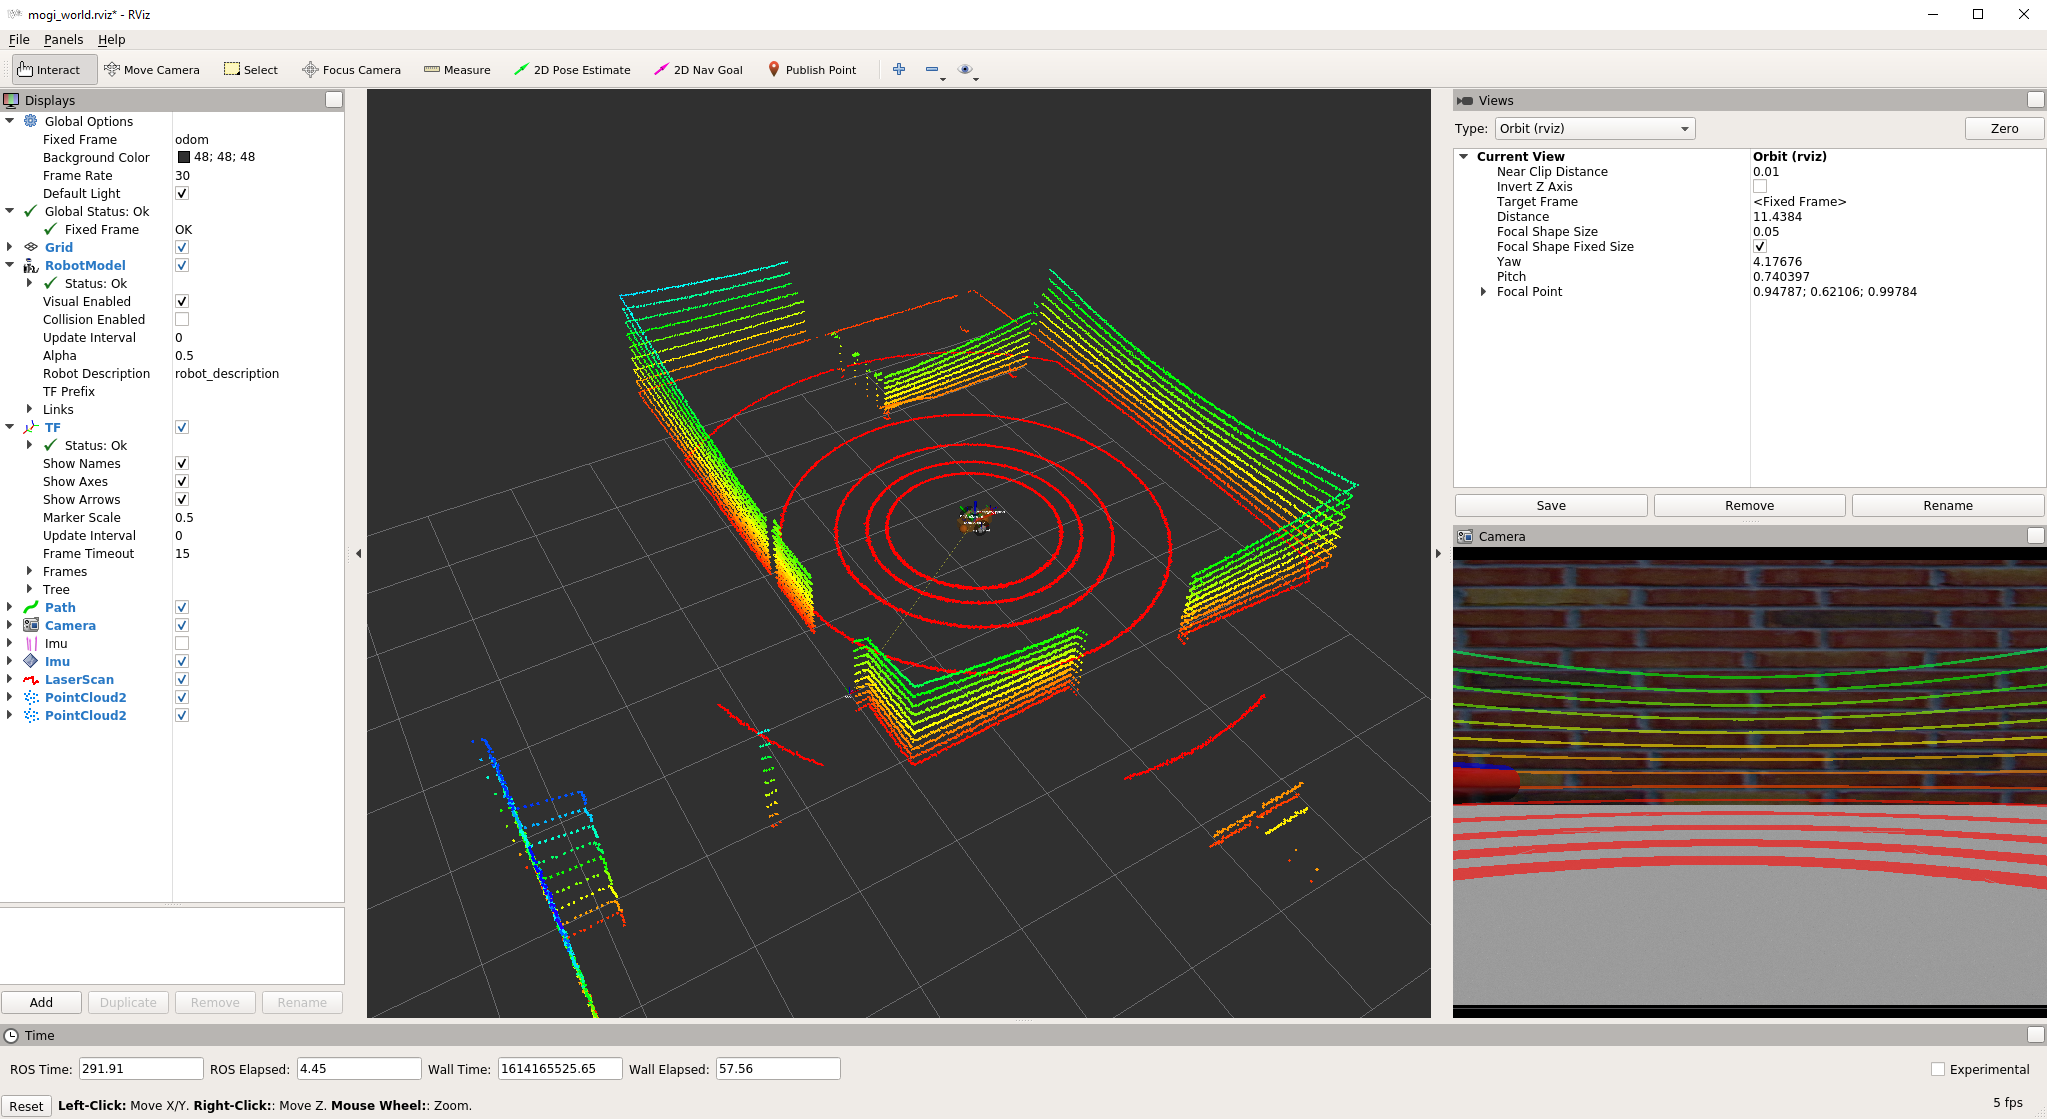 mogi_world.rviz* - RViz
File Panels Help
Interact Move Camera Select Focus Camera Measure 2D Pose Estimate 2D Nav Goal Publish Point
Displays
Global Options
Fixed Frame odom
Background Color 48; 48; 48
Frame Rate 30
Default Light
Global Status: Ok
Fixed Frame OK
Grid
RobotModel
Status: Ok
Visual Enabled
Collision Enabled
Update Interval 0
Alpha 0.5
Robot Description robot_description
TF Prefix
Links
TF
Status: Ok
Show Names
Show Axes
Show Arrows
Marker Scale 0.5
Update Interval 0
Frame Timeout 15
Frames
Tree
Path
Camera
Imu
Imu
LaserScan
PointCloud2
PointCloud2
Add Duplicate Remove Rename
Views
Type: Orbit (rviz) Zero
Current View Orbit (rviz)
Near Clip Distance 0.01
Invert Z Axis
Target Frame <Fixed Frame>
Distance 11.4384
Focal Shape Size 0.05
Focal Shape Fixed Size
Yaw 4.17676
Pitch 0.740397
Focal Point 0.94787; 0.62106; 0.99784
Save Remove Rename
Camera
Time
ROS Time: 291.91 ROS Elapsed: 4.45 Wall Time: 1614165525.65 Wall Elapsed: 57.56 Experimental
Reset Left-Click: Move X/Y. Right-Click:: Move Z. Mouse Wheel:: Zoom. 5 fps